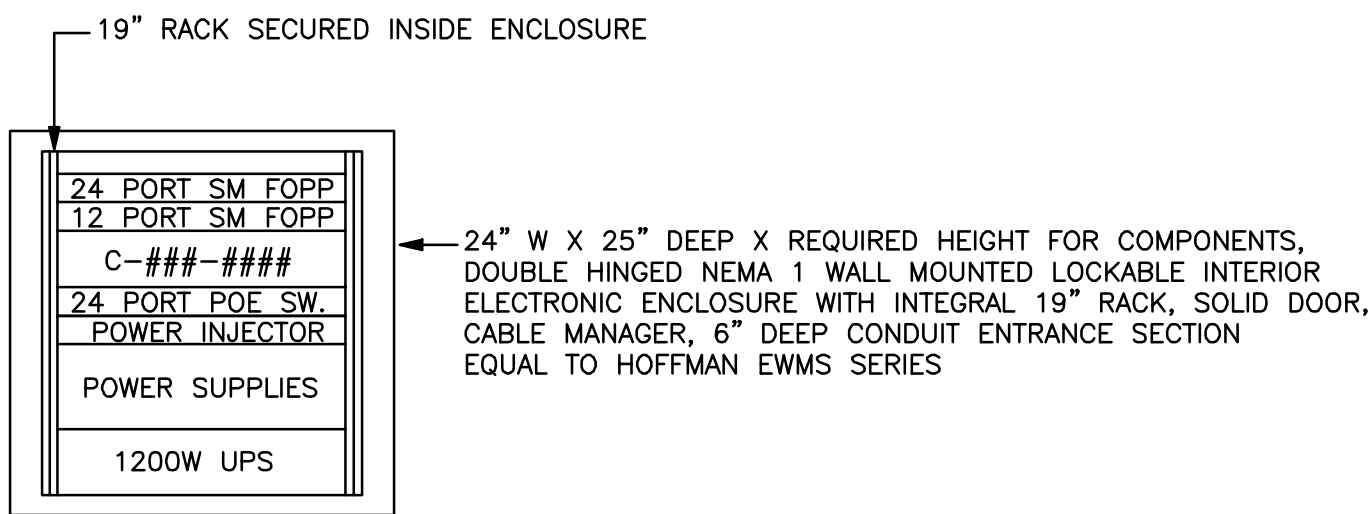 19” RACK SECURED INSIDE ENCLOSURE
24 PORT SM FOPP
12 PORT SM FOPP
C-###-####
24 PORT POE SW.
POWER INJECTOR
POWER SUPPLIES
1200W UPS
24” W X 25” DEEP X REQUIRED HEIGHT FOR COMPONENTS,
DOUBLE HINGED NEMA 1 WALL MOUNTED LOCKABLE INTERIOR
ELECTRONIC ENCLOSURE WITH INTEGRAL 19” RACK, SOLID DOOR,
CABLE MANAGER, 6” DEEP CONDUIT ENTRANCE SECTION
EQUAL TO HOFFMAN EWMS SERIES